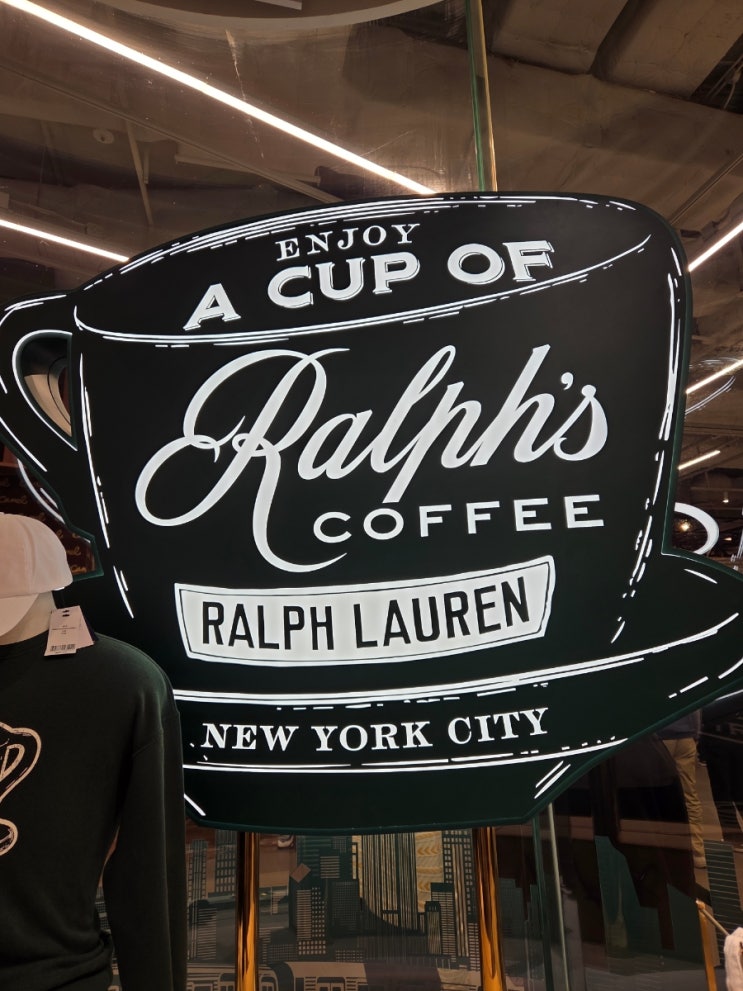 ENJOY
A CUP OF
Ralph's
COFFEE
RALPH LAUREN
NEW YORK CITY